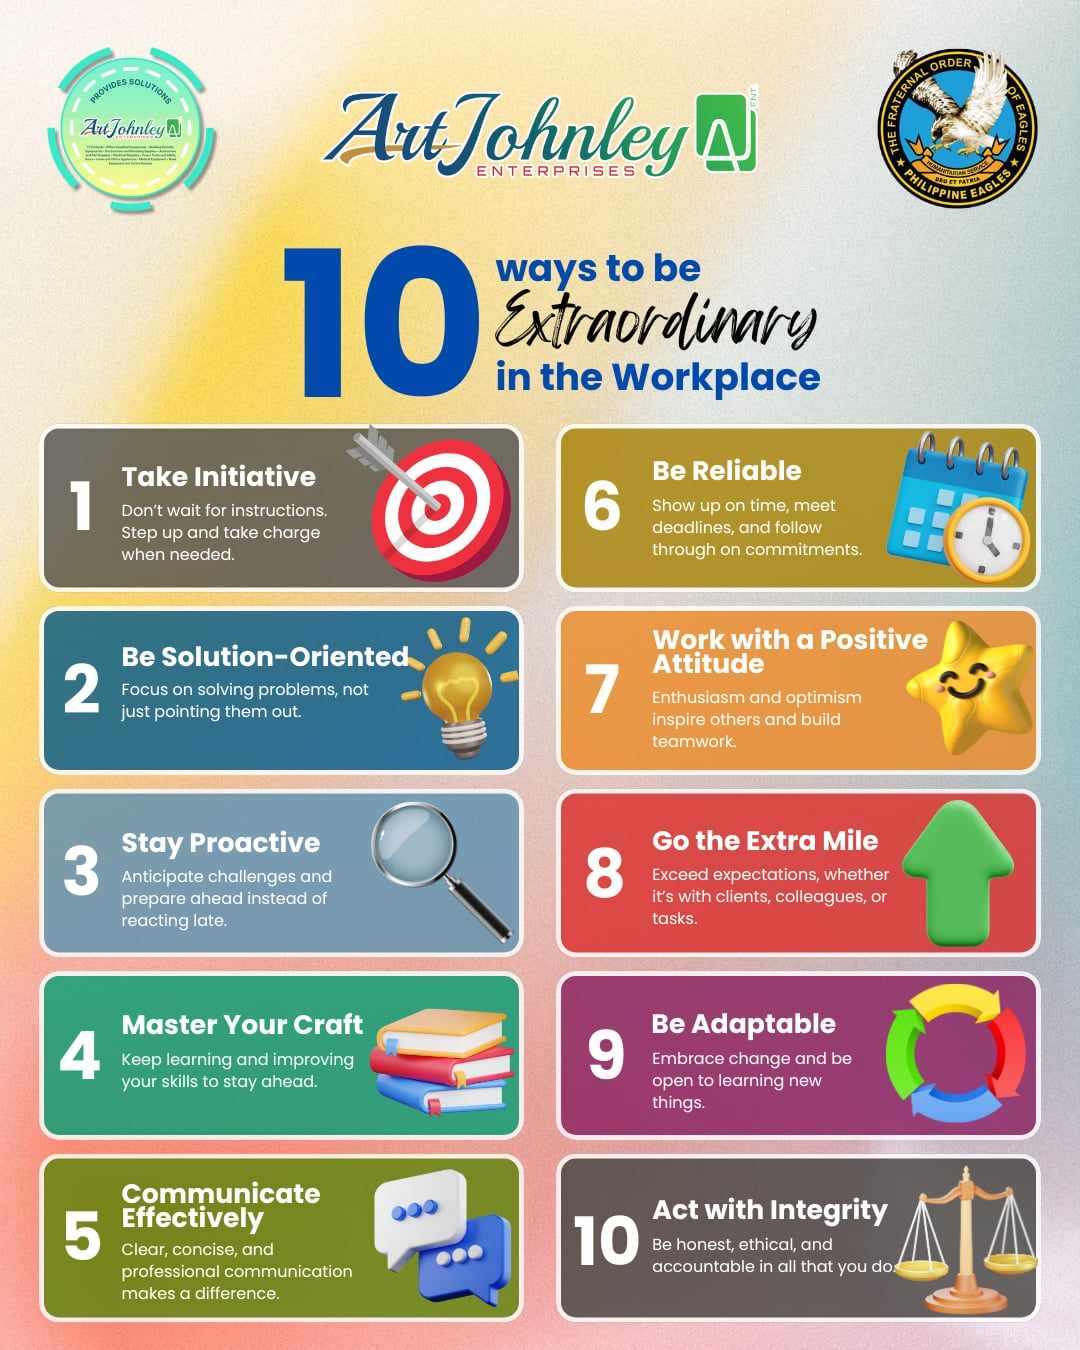 PROVIDES SOLUTIONS
ArtJohnley
ENTERPRISES
ArtJohnley AJ ENT
ENTERPRISES
THE FRATERNAL ORDER OF EAGLES
HUMANITARIAN SERVICE
DEO ET PATRIA
★ PHILIPPINE EAGLES ★
10 ways to be
Extraordinary
in the Workplace
1
Take Initiative
Don't wait for instructions.
Step up and take charge
when needed.
2
Be Solution-Oriented
Focus on solving problems, not
just pointing them out.
3
Stay Proactive
Anticipate challenges and
prepare ahead instead of
reacting late.
4
Master Your Craft
Keep learning and improving
your skills to stay ahead.
5
Communicate
Effectively
Clear, concise, and
professional communication
makes a difference.
6
Be Reliable
Show up on time, meet
deadlines, and follow
through on commitments.
7
Work with a Positive
Attitude
Enthusiasm and optimism
inspire others and build
teamwork.
8
Go the Extra Mile
Exceed expectations, whether
it's with clients, colleagues, or
tasks.
9
Be Adaptable
Embrace change and be
open to learning new
things.
10
Act with Integrity
Be honest, ethical, and
accountable in all that you do.